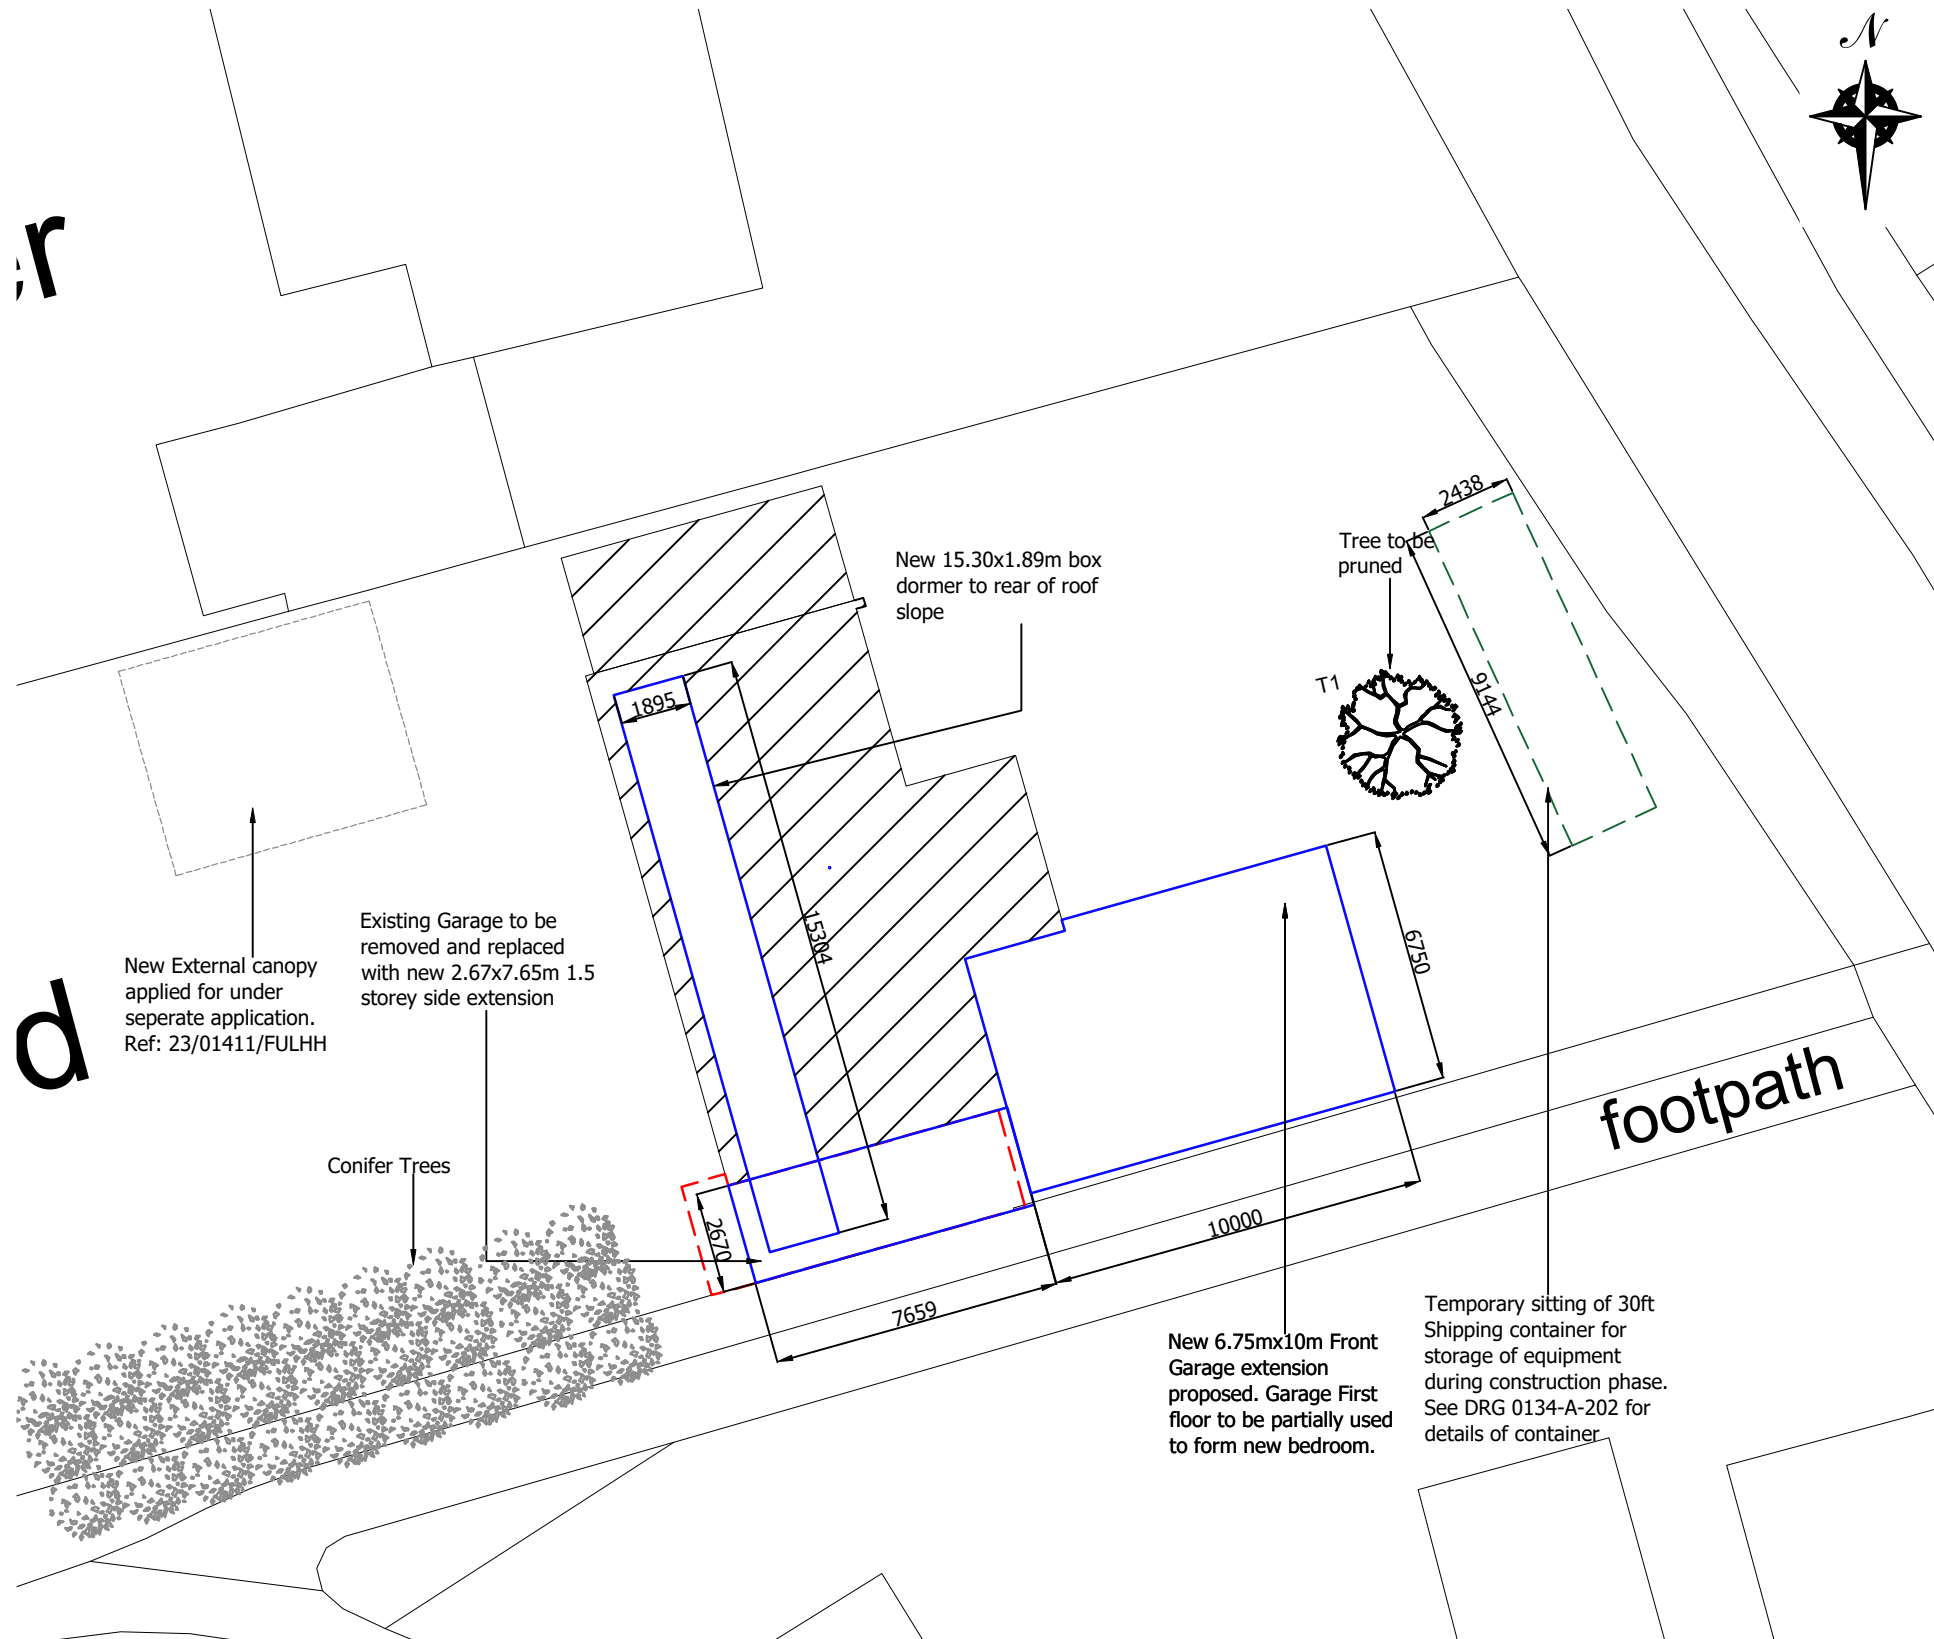 N
r
2438
New 15.30x1.89m box
dormer to rear of roof
slope
Tree to be
pruned
T1
9144
1895
15304
6750
Existing Garage to be
removed and replaced
with new 2.67x7.65m 1.5
storey side extension
New External canopy
applied for under
seperate application.
Ref: 23/01411/FULHH
d
footpath
Conifer Trees
2670
10000
7659
New 6.75mx10m Front
Garage extension
proposed. Garage First
floor to be partially used
to form new bedroom.
Temporary sitting of 30ft
Shipping container for
storage of equipment
during construction phase.
See DRG 0134-A-202 for
details of container